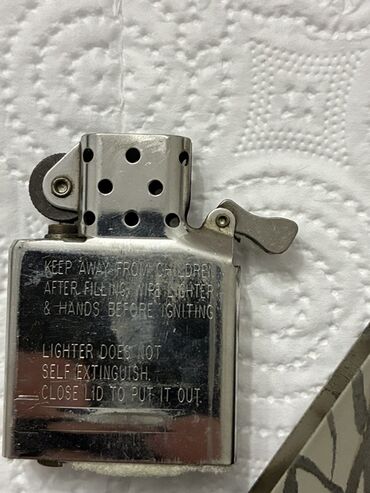 KEEP AWAY FROM CHILDREN
AFTER FILLING, WIPE LIGHTER
& HANDS BEFORE IGNITING
LIGHTER DOES NOT
SELF EXTINGUISH.
CLOSE LID TO PUT IT OUT.